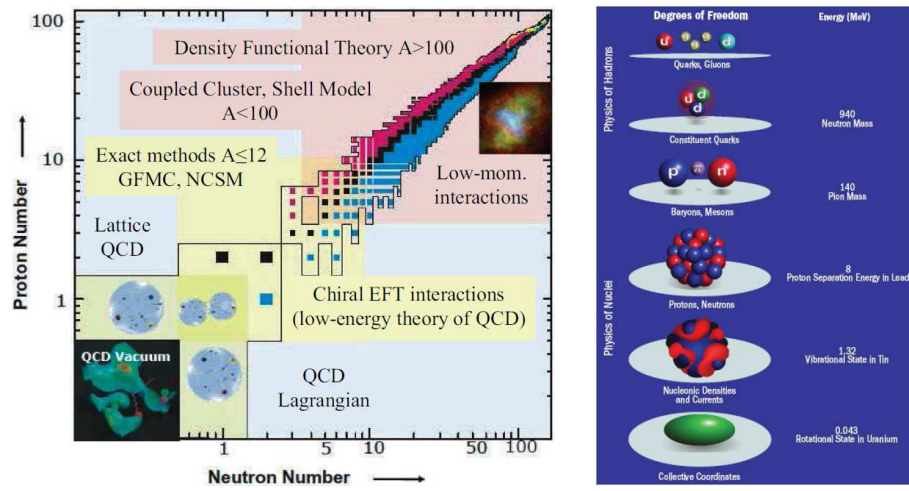 100
10
1
Proton Number
Density Functional Theory A>100
Coupled Cluster, Shell Model
A<100
Exact methods A≤12
GFMC, NCSM
Low-mom.
interactions
Lattice
QCD
Chiral EFT interactions
(low-energy theory of QCD)
QCD Vacuum
QCD
Lagrangian
1
5
10
50
100
Neutron Number
Degrees of Freedom
Energy (MeV)
Physics of Hadrons
u
g
g
g
d
Quarks, Gluons
u
d
d
Constituent Quarks
940
Neutron Mass
p
π
n
Baryons, Mesons
140
Pion Mass
Physics of Nuclei
Protons, Neutrons
8
Proton Separation Energy in Lead
Nucleonic Densities
and Currents
1.32
Vibrational State in Tin
Collective Coordinates
0.043
Rotational State in Uranium